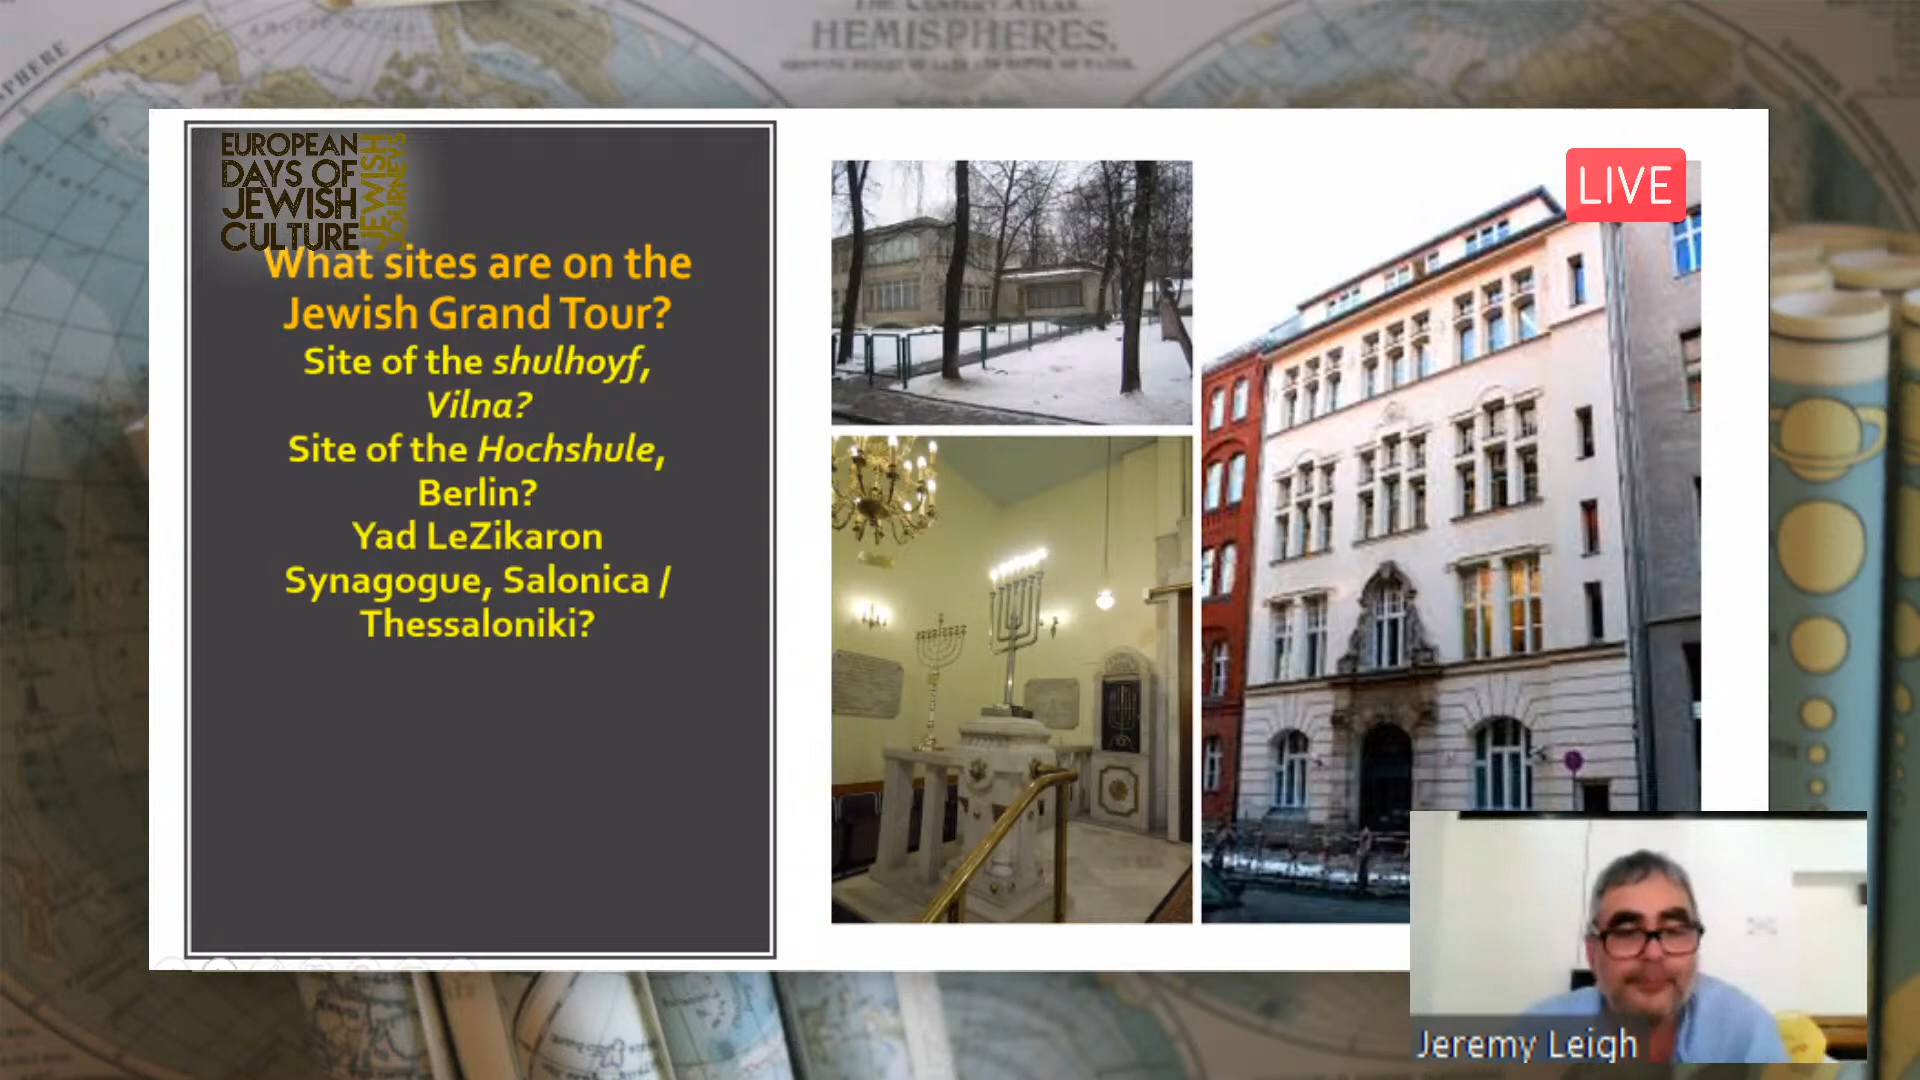 HEMISPHERES,
SPHERE
EUROPEAN
DAYS OF
JEWISH
CULTURE
JEWISH
JOURNEYS
LIVE
What sites are on the
Jewish Grand Tour?
Site of the shulhoyf,
Vilna?
Site of the Hochshule,
Berlin?
Yad LeZikaron
Synagogue, Salonica /
Thessaloniki?
Jeremy Leigh